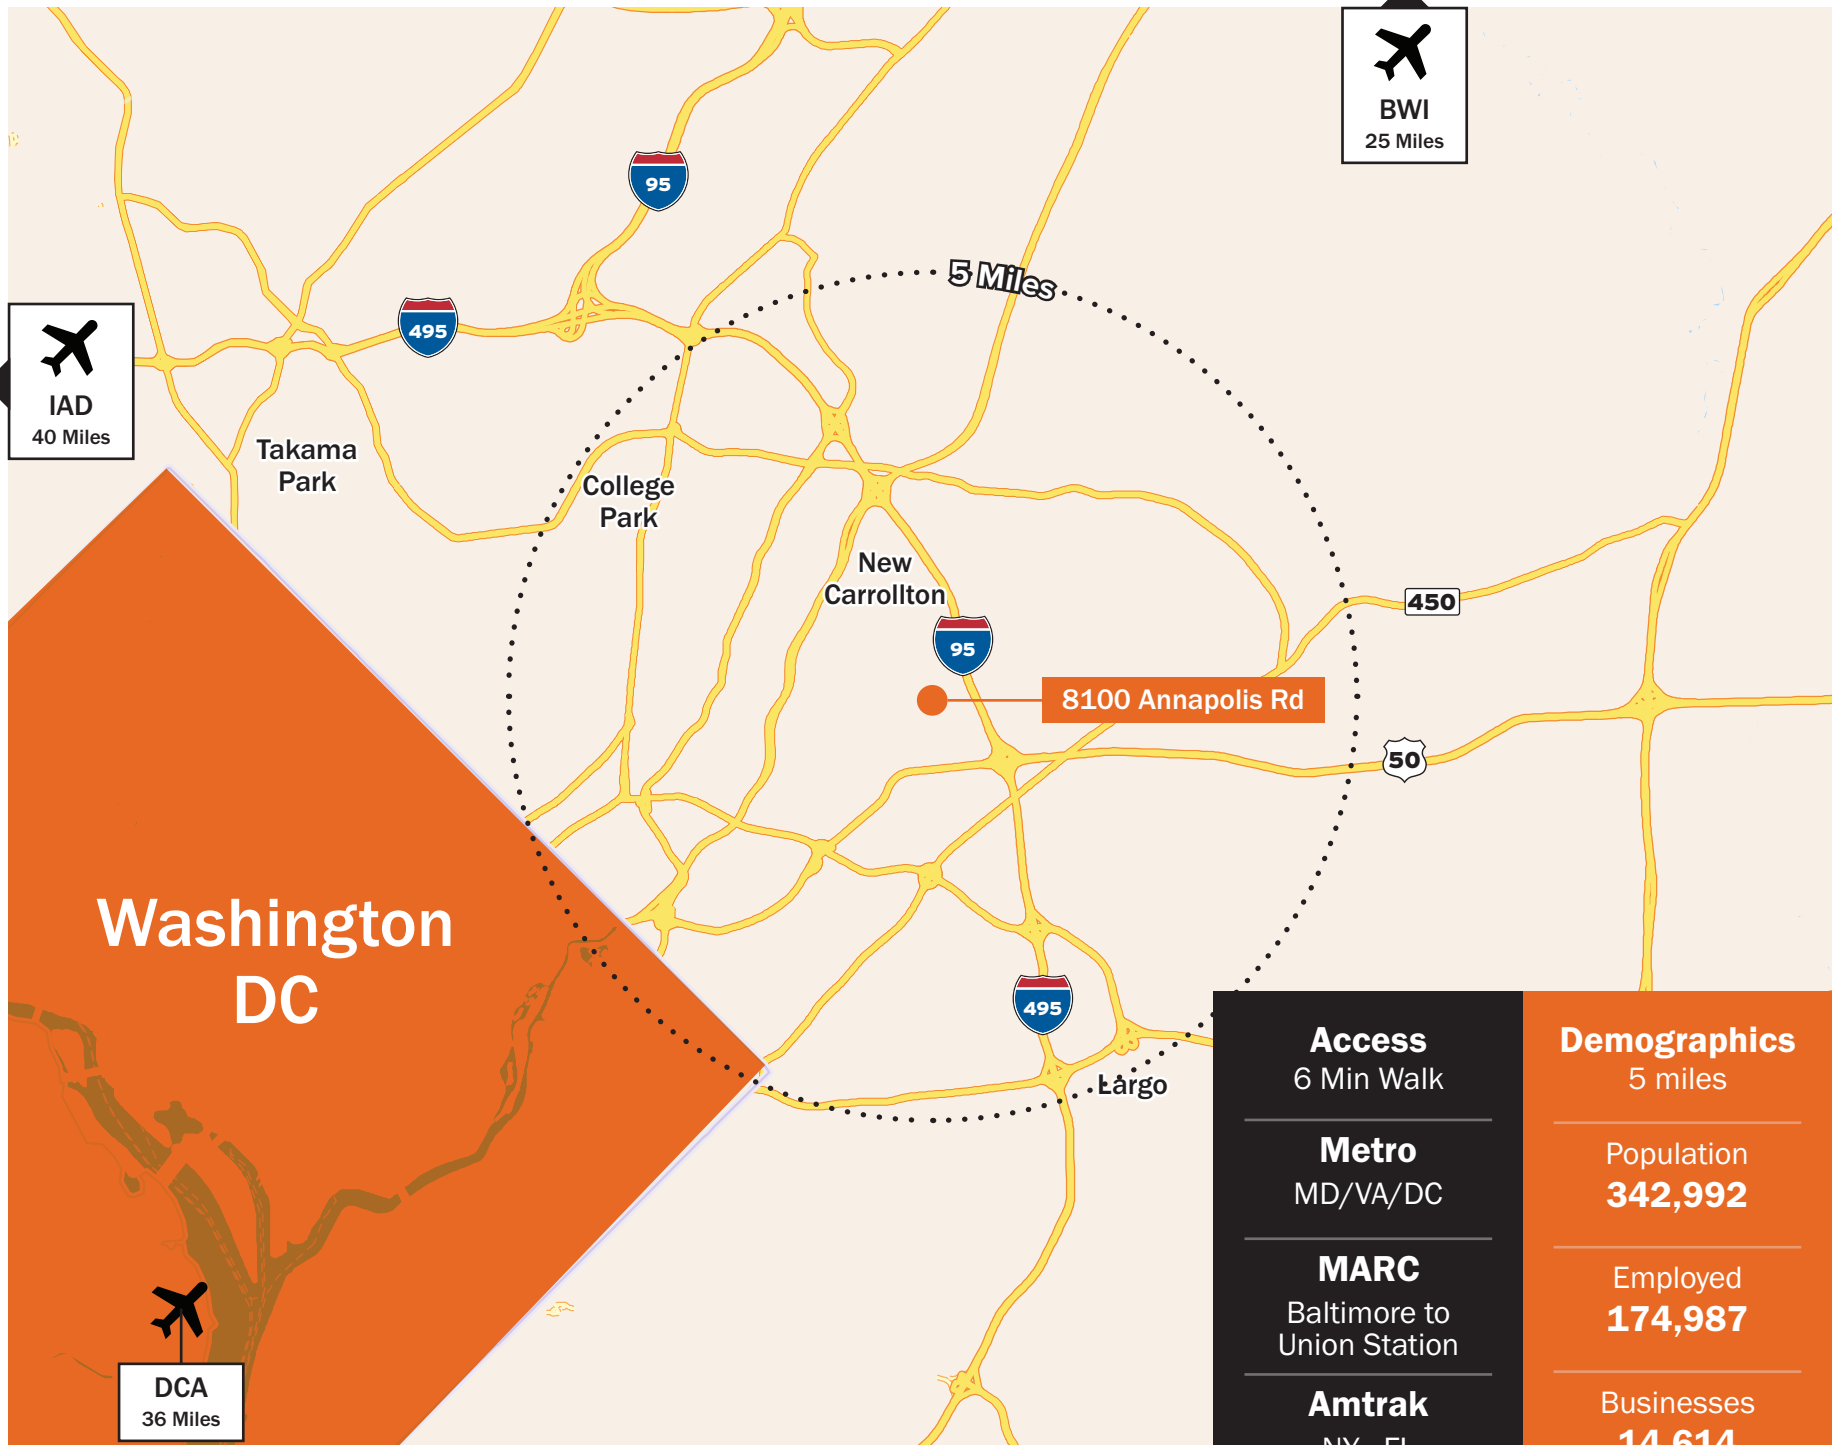 BWI
25 Miles
95
5 Miles
495
IAD
40 Miles
Takama
Park
College
Park
New
Carrollton
450
95
8100 Annapolis Rd
50
Washington
DC
495
Largo
DCA
36 Miles
Access
6 Min Walk
Metro
MD/VA/DC
MARC
Baltimore to
Union Station
Amtrak
Demographics
5 miles
Population
342,992
Employed
174,987
Businesses
14,614